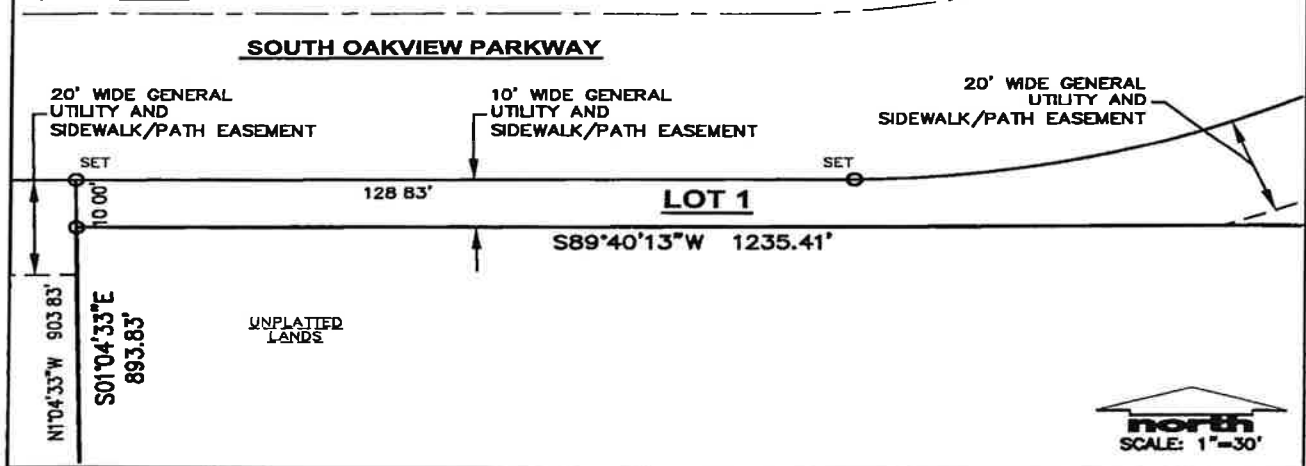 SOUTH OAKVIEW PARKWAY
20' WIDE GENERAL
UTILITY AND
SIDEWALK/PATH EASEMENT
10' WIDE GENERAL
UTILITY AND
SIDEWALK/PATH EASEMENT
20' WIDE GENERAL
UTILITY AND
SIDEWALK/PATH EASEMENT
SET
SET
10 00'
128 83'
LOT 1
S89°40'13"W 1235.41'
N1°04'33"W 903 83'
S01°04'33"E
893.83'
UNPLATTED
LANDS
north
SCALE: 1"=30'